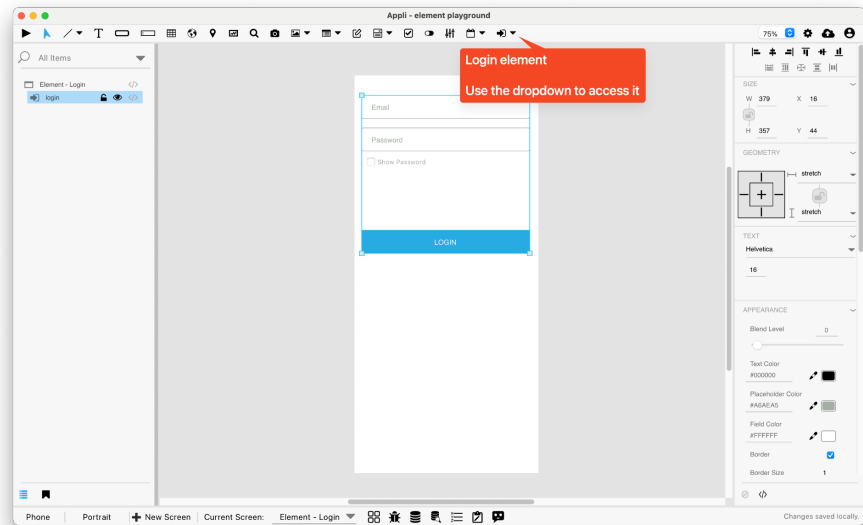 Appli - element playground
T
75%
Login element
Use the dropdown to access it
All Items
Element - Login </>
login </>
Email
Password
Show Password
LOGIN
SIZE
W 379 X 16
H 357 Y 44
GEOMETRY
stretch
stretch
TEXT
Helvetica
16
APPEARANCE
Blend Level 0
Text Color
#000000
Placeholder Color
#A6AEA5
Field Color
#FFFFFF
Border
Border Size 1
</>
Phone Portrait New Screen Current Screen: Element - Login Changes saved locally.